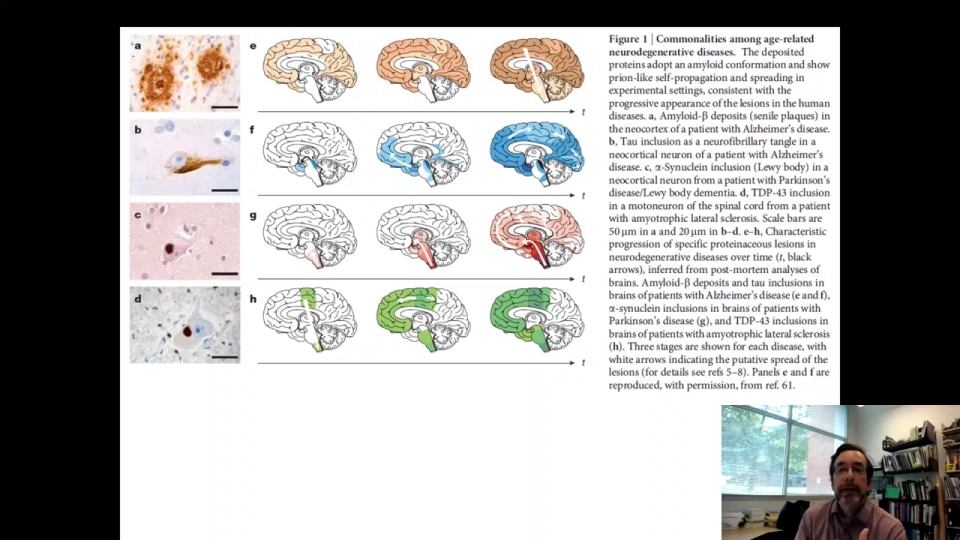 a
e
t
b
f
t
c
g
t
d
h
t
Figure 1 | Commonalities among age-related
neurodegenerative diseases. The deposited
proteins adopt an amyloid conformation and show
prion-like self-propagation and spreading in
experimental settings, consistent with the
progressive appearance of the lesions in the human
diseases. a, Amyloid-β deposits (senile plaques) in
the neocortex of a patient with Alzheimer's disease.
b, Tau inclusion as a neurofibrillary tangle in a
neocortical neuron of a patient with Alzheimer's
disease. c, α-Synuclein inclusion (Lewy body) in a
neocortical neuron from a patient with Parkinson's
disease/Lewy body dementia. d, TDP-43 inclusion
in a motoneuron of the spinal cord from a patient
with amyotrophic lateral sclerosis. Scale bars are
50 μm in a and 20 μm in b–d. e–h, Characteristic
progression of specific proteinaceous lesions in
neurodegenerative diseases over time (t, black
arrows), inferred from post-mortem analyses of
brains. Amyloid-β deposits and tau inclusions in
brains of patients with Alzheimer's disease (e and f),
α-synuclein inclusions in brains of patients with
Parkinson's disease (g), and TDP-43 inclusions in
brains of patients with amyotrophic lateral sclerosis
(h). Three stages are shown for each disease, with
white arrows indicating the putative spread of the
lesions (for details see refs 5–8). Panels e and f are
reproduced, with permission, from ref. 61.